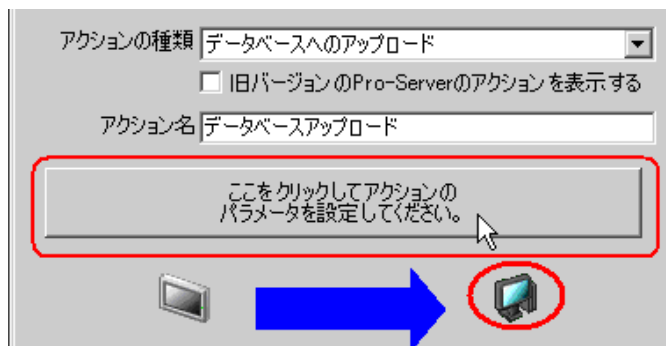 アクションの種類 データベースへのアップロード
旧バージョンのPro-Serverのアクションを表示する
アクション名 データベースアップロード
ここをクリックしてアクションの
パラメータを設定してください。